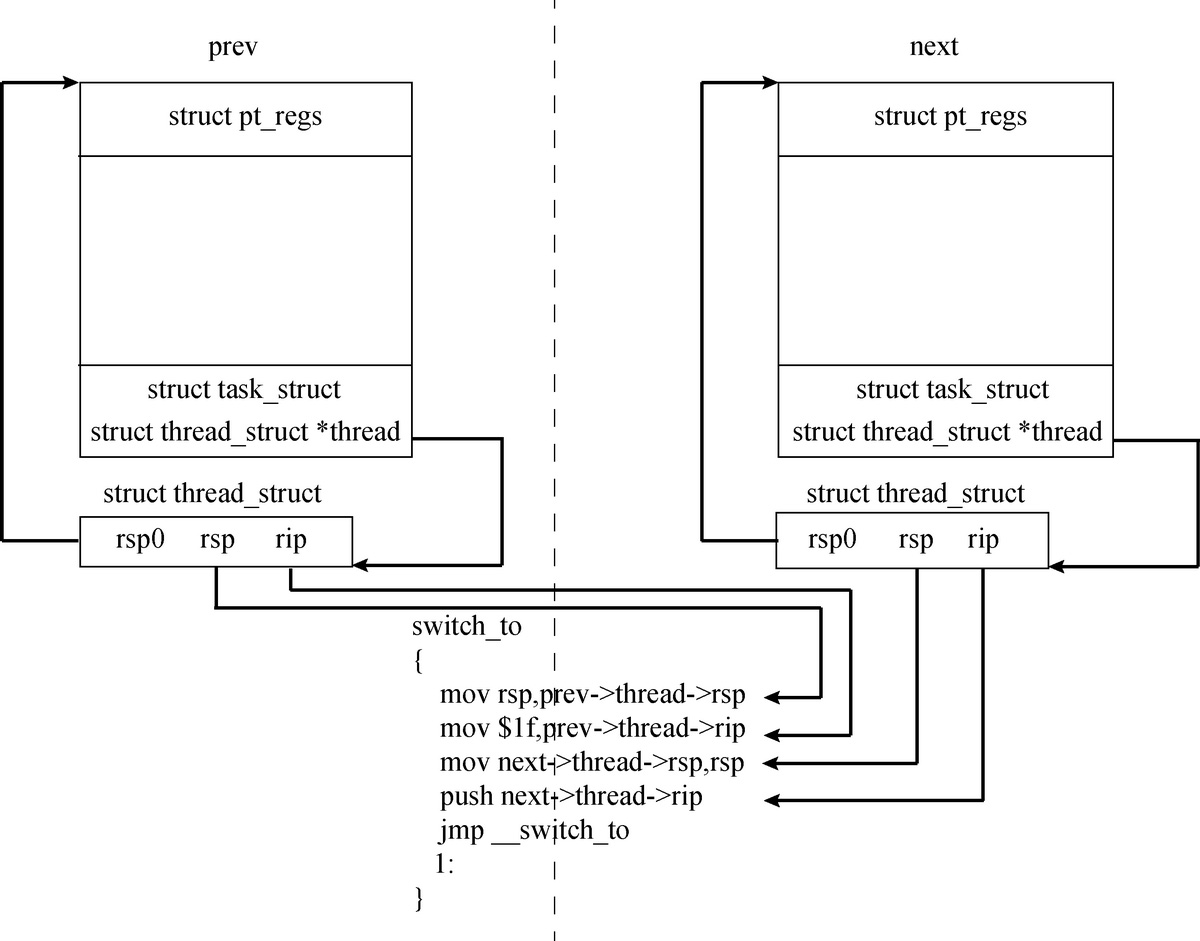 prev
next
struct pt_regs
struct pt_regs
struct task_struct
struct thread_struct *thread
struct task_struct
struct thread_struct *thread
struct thread_struct
rsp0 rsp rip
struct thread_struct
rsp0 rsp rip
switch_to
{
mov rsp,prev->thread->rsp
mov $1f,prev->thread->rip
mov next->thread->rsp,rsp
push next->thread->rip
jmp __switch_to
1:
}